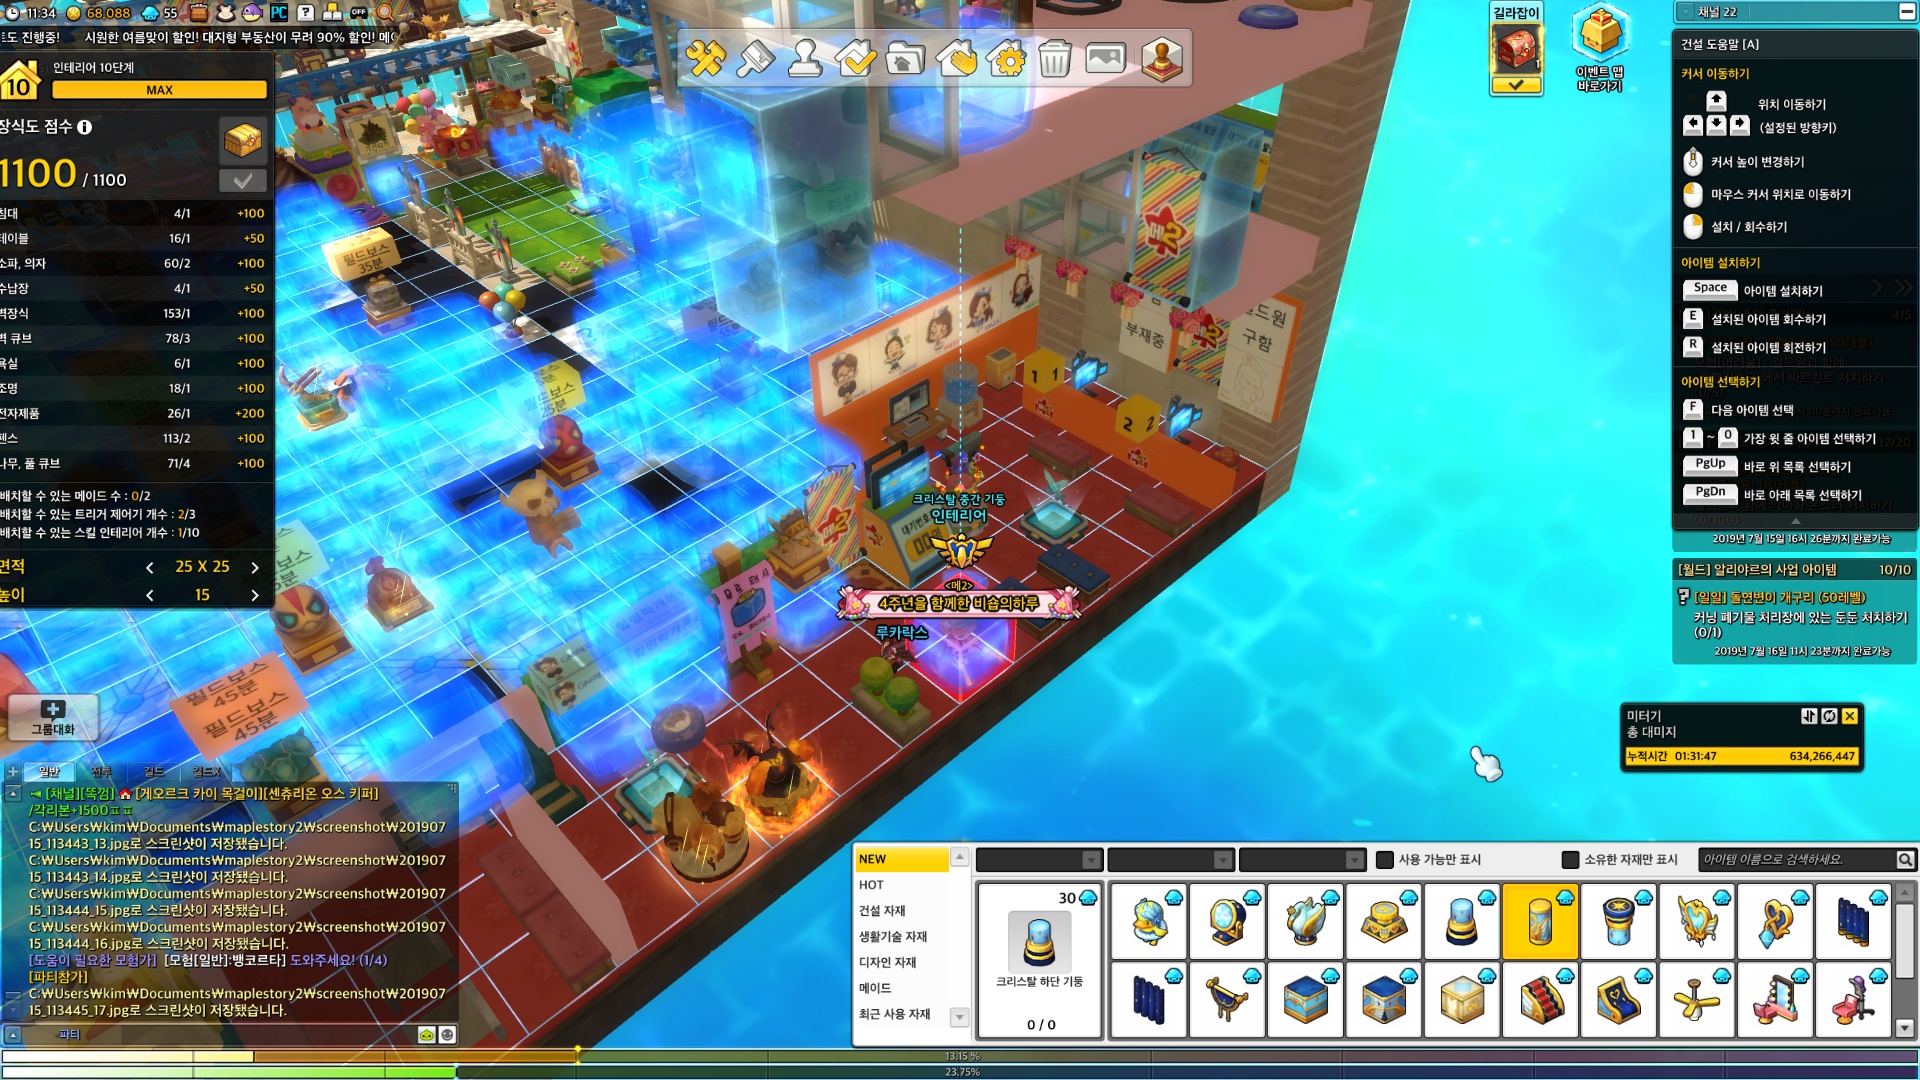 11:34 68,088 55 PC ? OFF
도 진행중! 시원한 여름맞이 할인! 대지형 부동산이 무려 90% 할인!
10 인테리어 10단계
MAX
장식도 점수
1100 / 1100
침대 4/1 +100
테이블 16/1 +50
소파, 의자 60/2 +100
수납장 4/1 +50
벽장식 153/1 +100
벽 큐브 78/3 +100
욕실 6/1 +100
조명 18/1 +100
전자제품 26/1 +200
펜스 113/2 +100
나무, 풀 큐브 71/4 +100
배치할 수 있는 메이드 수 : 0/2
배치할 수 있는 트리거 제어기 개수 : 2/3
배치할 수 있는 스킬 인테리어 개수 : 1/10
면적 25 X 25
높이 15
그룹대화
필드보스
35분
필드보스
25분
필드보스
45분
필드보스
45분
부재중
구함
1 1
2 2
크리스탈 중간 기둥
인테리어
<메2>
4주년을 함께한 비숍의하루
루카락스
길라잡이
1
이벤트 맵
바로가기
채널 22
건설 도움말 [A]
커서 이동하기
위치 이동하기
(설정된 방향키)
커서 높이 변경하기
마우스 커서 위치로 이동하기
설치 / 회수하기
아이템 설치하기
Space 아이템 설치하기
E 설치된 아이템 회수하기
R 설치된 아이템 회전하기
아이템 선택하기
F 다음 아이템 선택
1 ~ 0 가장 윗 줄 아이템 선택하기
PgUp 바로 위 목록 선택하기
PgDn 바로 아래 목록 선택하기
2019년 7월 15일 16시 26분까지 완료가능
[월드] 알리야르의 사업 아이템 10/10
[일일] 돌연변이 개구리 (50레벨)
커닝 폐기물 처리장에 있는 둔둔 처치하기
(0/1)
2019년 7월 16일 11시 23분까지 완료가능
미터기
총 대미지
누적시간 01:31:47 634,266,447
일반 전투 길드 길드X
[채널][뚝껌] [게오르크 카이 목걸이][센츄리온 오스 키퍼]
/각리본+1500ㅍㅍ
C:₩Users₩kim₩Documents₩maplestory2₩screenshot₩201907
15_113443_13.jpg로 스크린샷이 저장됐습니다.
C:₩Users₩kim₩Documents₩maplestory2₩screenshot₩201907
15_113443_14.jpg로 스크린샷이 저장됐습니다.
C:₩Users₩kim₩Documents₩maplestory2₩screenshot₩201907
15_113444_15.jpg로 스크린샷이 저장됐습니다.
C:₩Users₩kim₩Documents₩maplestory2₩screenshot₩201907
15_113444_16.jpg로 스크린샷이 저장됐습니다.
[도움이 필요한 모험가] [모험[일반]:뱅코르타] 도와주세요! (1/4)
[파티참가]
C:₩Users₩kim₩Documents₩maplestory2₩screenshot₩201907
15_113445_17.jpg로 스크린샷이 저장됐습니다.
파티
NEW
HOT
건설 자재
생활기술 자재
디자인 자재
메이드
최근 사용 자재
사용 가능만 표시
소유한 자재만 표시
아이템 이름으로 검색하세요.
30
크리스탈 하단 기둥
0 / 0
13.15 %
23.75%